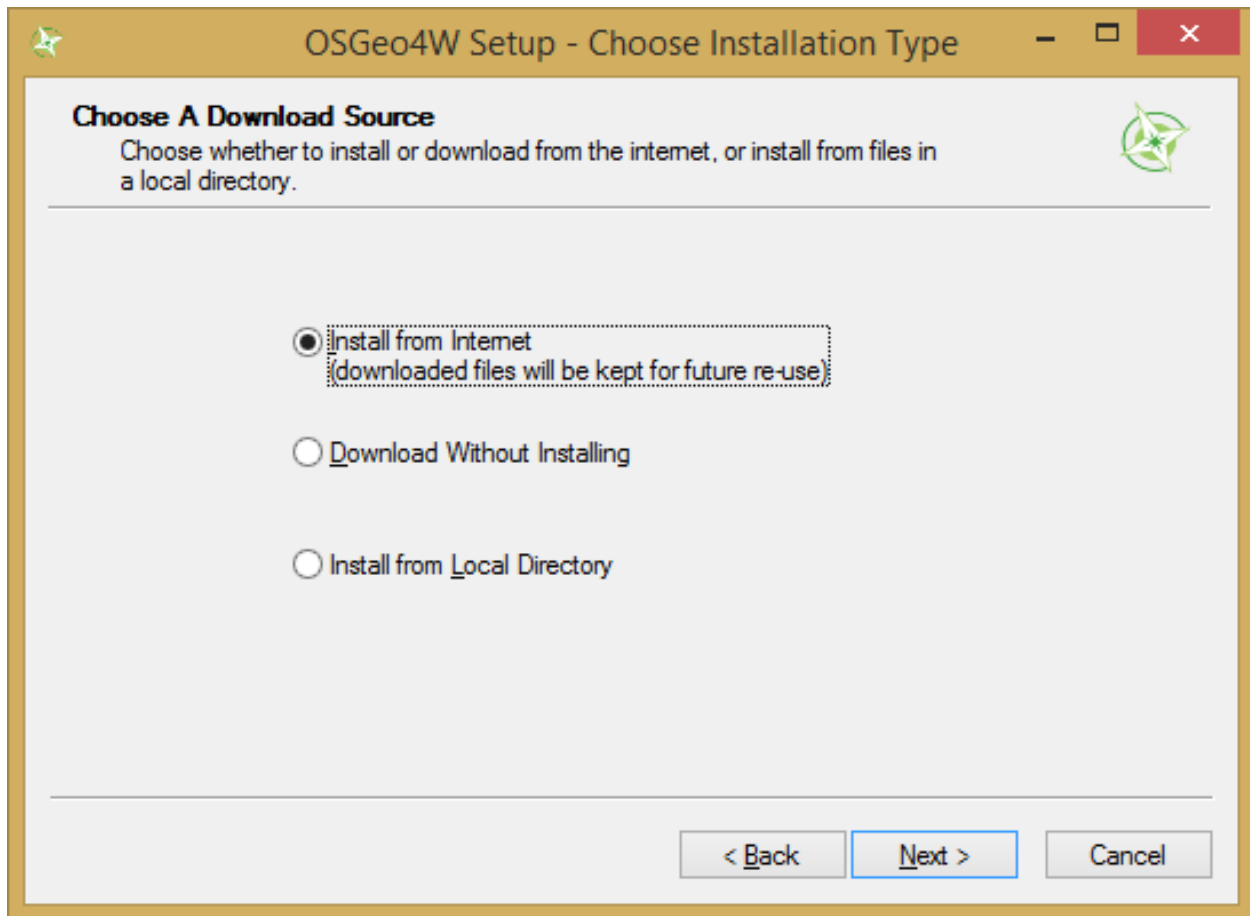 OSGeo4W Setup - Choose Installation Type
Choose A Download Source
Choose whether to install or download from the internet, or install from files in
a local directory.
Install from Internet
(downloaded files will be kept for future re-use)
Download Without Installing
Install from Local Directory
< Back
Next >
Cancel